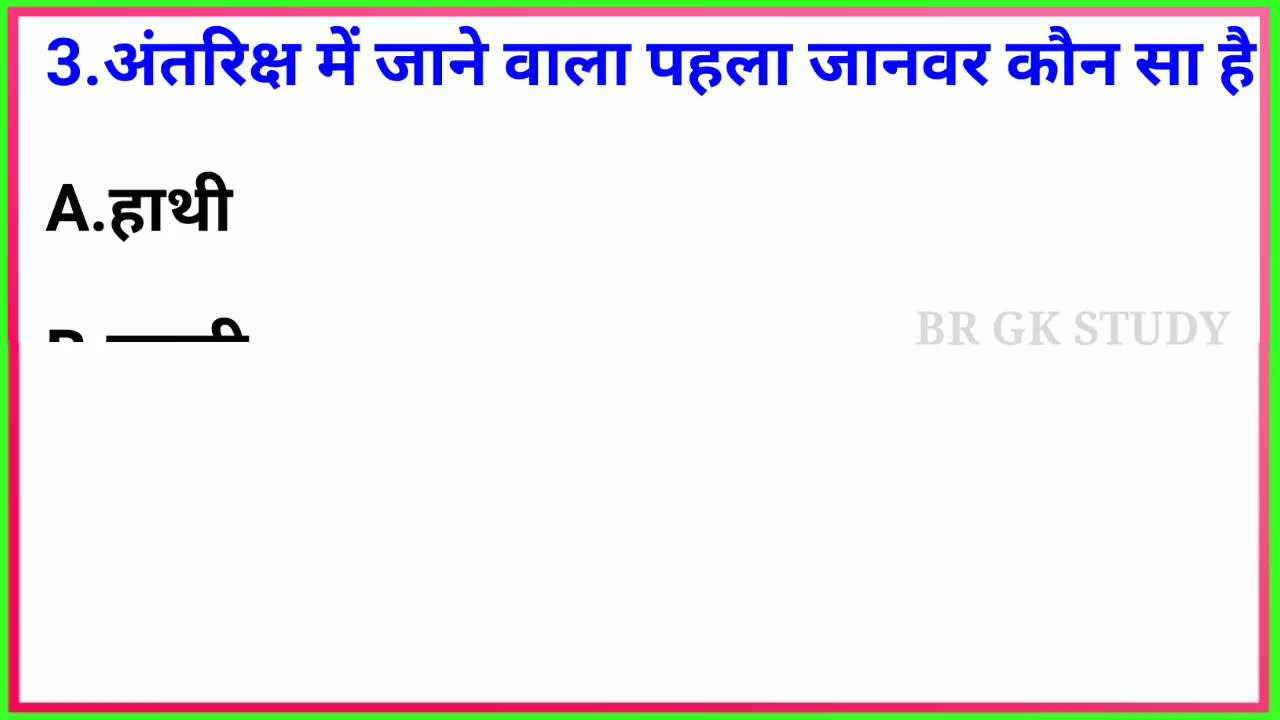 3.अंतरिक्ष में जाने वाला पहला जानवर कौन सा है
A.हाथी
BR GK STUDY